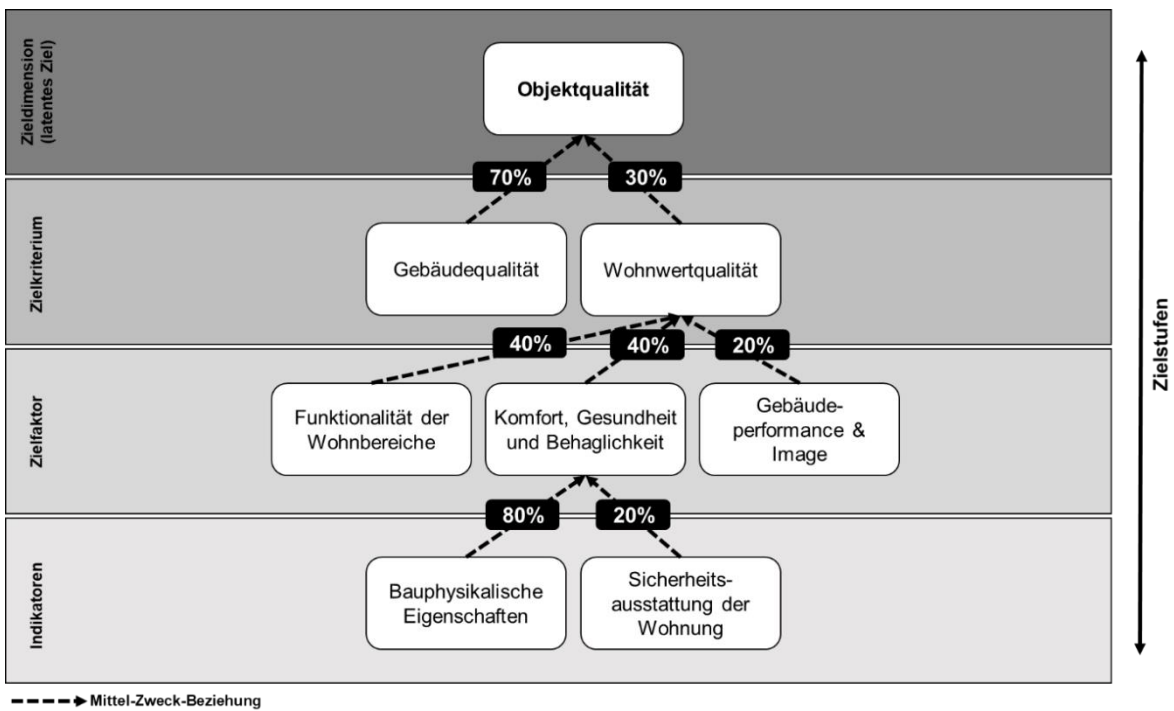 Zieldimension
(latentes Ziel)
Objektqualität
70%
30%
Zielkriterium
Gebäudequalität
Wohnwertqualität
40%
40%
20%
Zielfaktor
Funktionalität der
Wohnbereiche
Komfort, Gesundheit
und Behaglichkeit
Gebäude-
performance &
Image
80%
20%
Indikatoren
Bauphysikalische
Eigenschaften
Sicherheits-
ausstattung der
Wohnung
Zielstufen
Mittel-Zweck-Beziehung